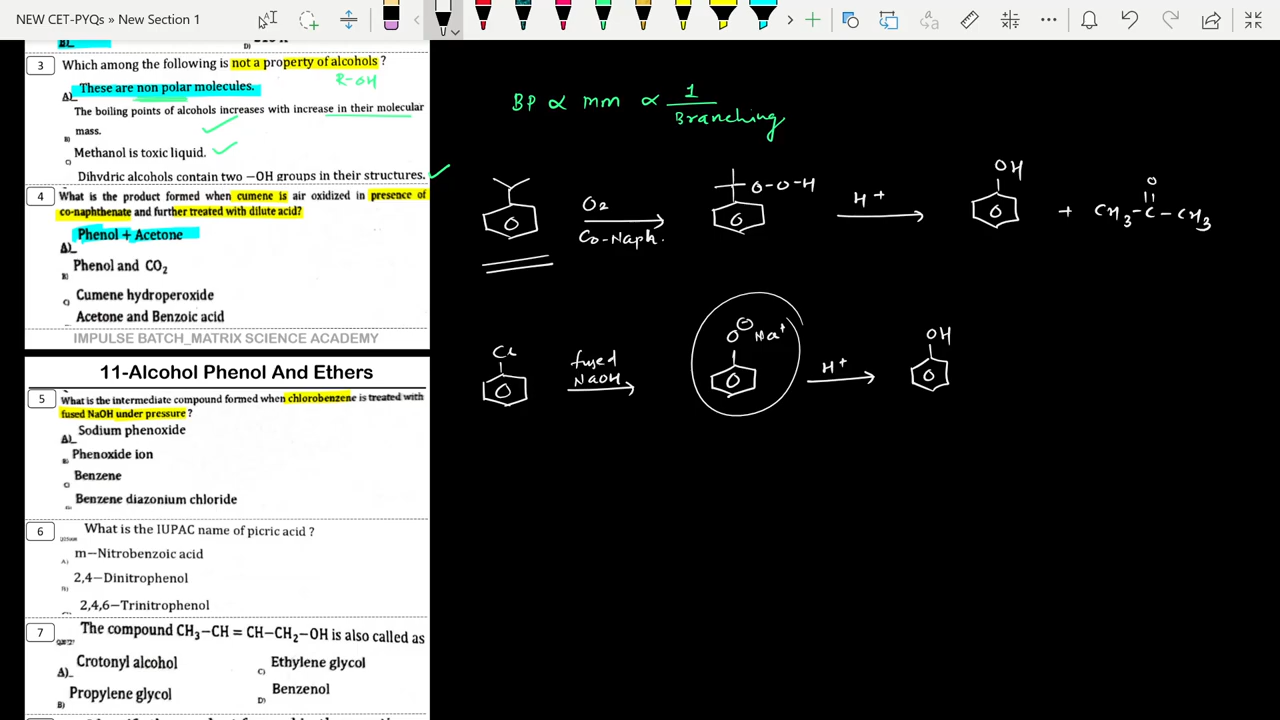 NEW CET-PYQs » New Section 1
3 Which among the following is not a property of alcohols ?
R-OH
A) These are non polar molecules.
The boiling points of alcohols increases with increase in their molecular
B) mass.
C) Methanol is toxic liquid.
Dihydric alcohols contain two −OH groups in their structures.
4 What is the product formed when cumene is air oxidized in presence of
co-naphthenate and further treated with dilute acid?
A) Phenol + Acetone
B) Phenol and CO₂
C) Cumene hydroperoxide
Acetone and Benzoic acid
IMPULSE BATCH_MATRIX SCIENCE ACADEMY
11-Alcohol Phenol And Ethers
5 What is the intermediate compound formed when chlorobenzene is treated with
fused NaOH under pressure ?
A) Sodium phenoxide
B) Phenoxide ion
C) Benzene
Benzene diazonium chloride
6 What is the IUPAC name of picric acid ?
A) m−Nitrobenzoic acid
B) 2,4−Dinitrophenol
2,4,6−Trinitrophenol
7 The compound CH₃−CH = CH−CH₂−OH is also called as
A) Crotonyl alcohol
C) Ethylene glycol
B) Propylene glycol
D) Benzenol
BP ∝ mm ∝ 1
Branching
O₂
Co-Naph.
O-O-H
H+
OH
+ CH₃-C-CH₃
O
Cl
fused
NaOH
O⊖ Na+
H+
OH